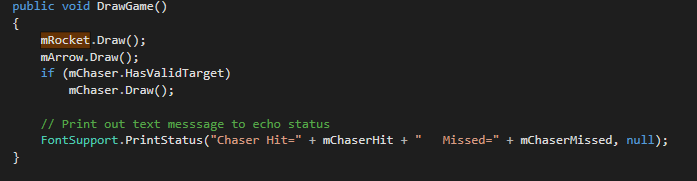 public void DrawGame()
{
mRocket.Draw();
mArrow.Draw();
if (mChaser.HasValidTarget)
mChaser.Draw();
// Print out text messsage to echo status
FontSupport.PrintStatus("Chaser Hit=" + mChaserHit + "   Missed=" + mChaserMissed, null);
}